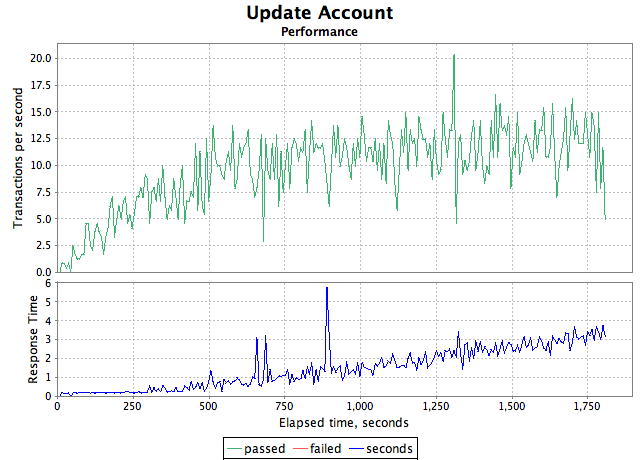 Update Account
Performance
Transactions per second
20.0
17.5
15.0
12.5
10.0
7.5
5.0
2.5
0.0
Response Time
6
5
4
3
2
1
0
0 250 500 750 1,000 1,250 1,500 1,750
Elapsed time, seconds
passed failed seconds